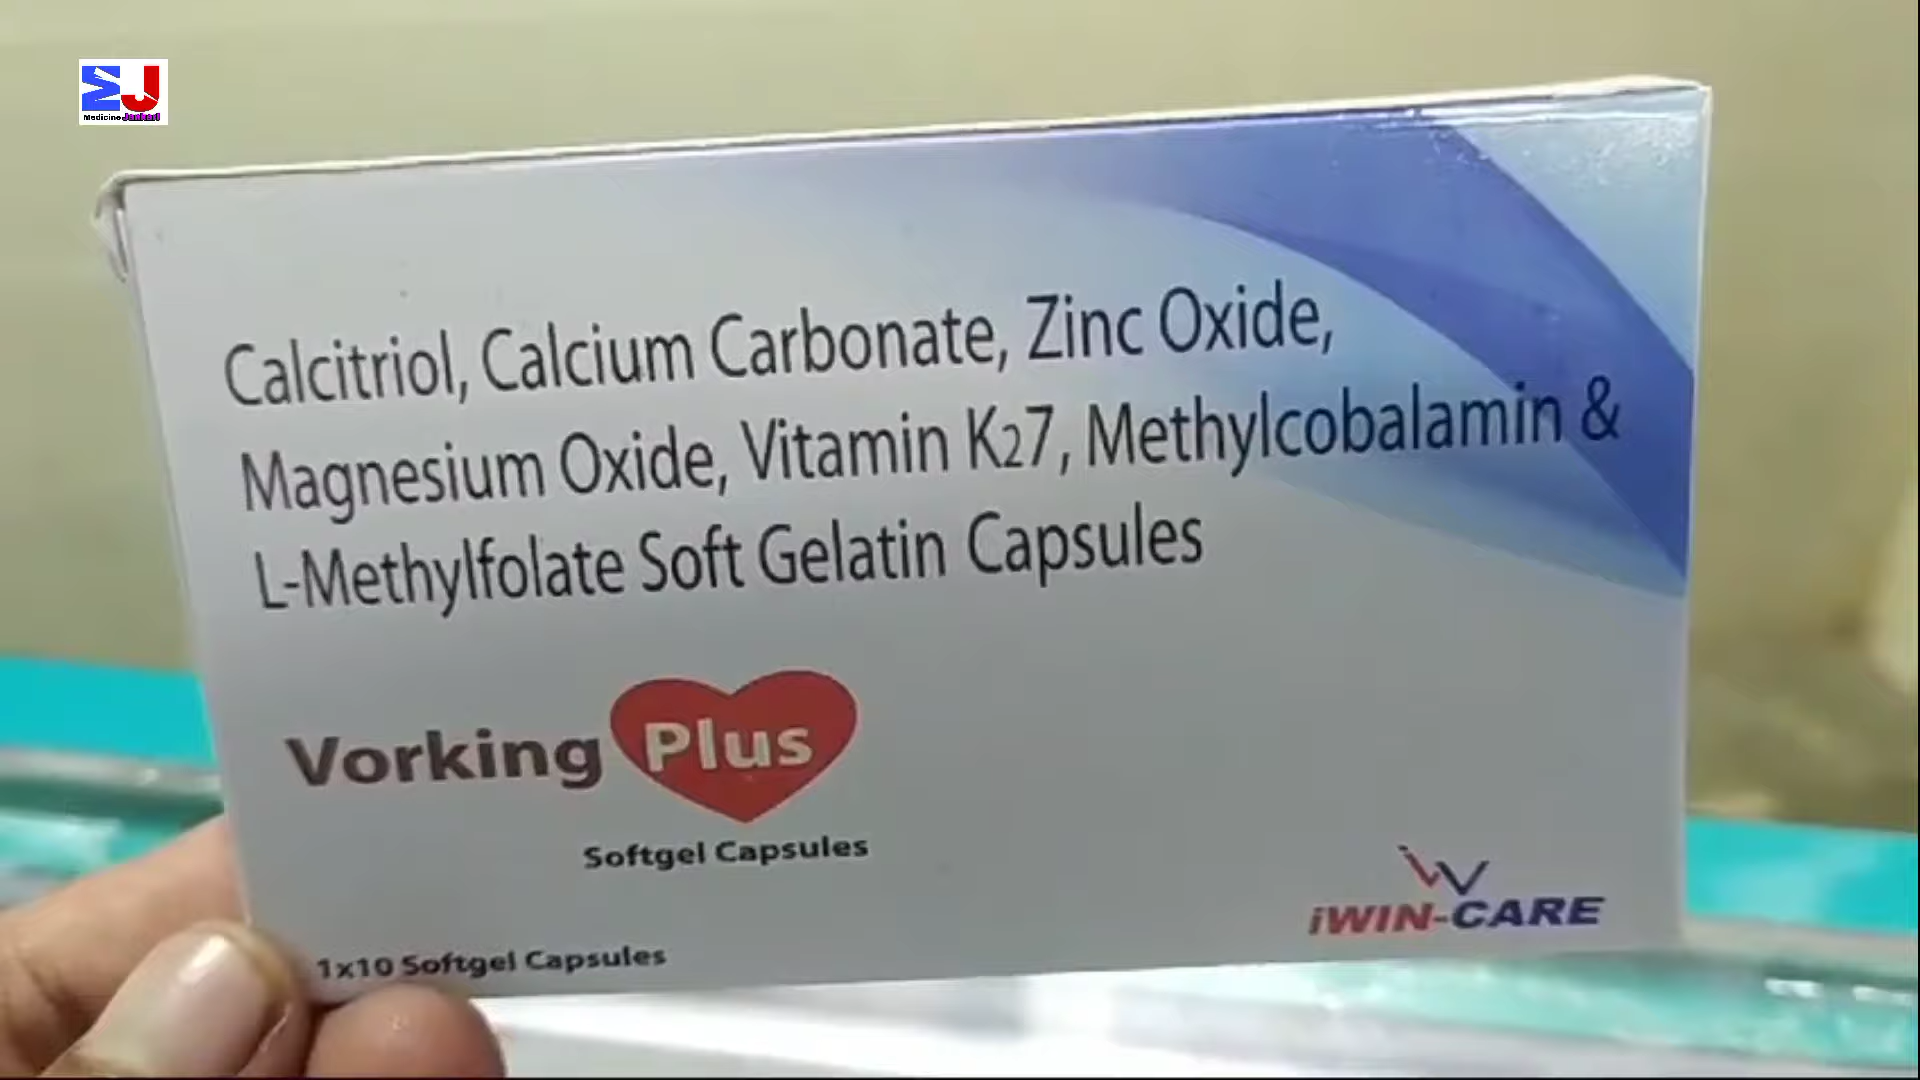 Medicine Jankari
Calcitriol, Calcium Carbonate, Zinc Oxide,
Magnesium Oxide, Vitamin K27, Methylcobalamin &
L-Methylfolate Soft Gelatin Capsules
Vorking Plus
Softgel Capsules
iWIN-CARE
1x10 Softgel Capsules